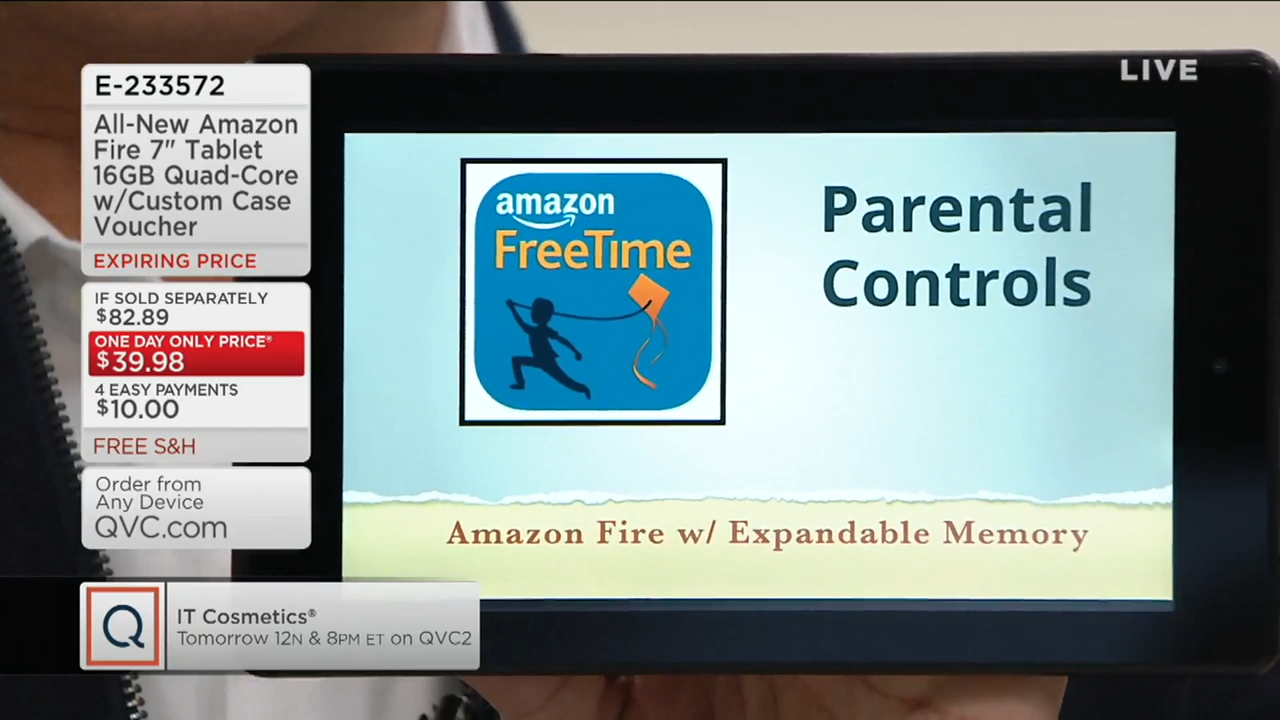 E-233572
All-New Amazon
Fire 7" Tablet
16GB Quad-Core
w/Custom Case
Voucher
EXPIRING PRICE
IF SOLD SEPARATELY
$82.89
ONE DAY ONLY PRICE®
$39.98
4 EASY PAYMENTS
$10.00
FREE S&H
Order from
Any Device
QVC.com
Q
IT Cosmetics®
Tomorrow 12N & 8PM ET on QVC2
LIVE
amazon
FreeTime
Parental
Controls
Amazon Fire w/ Expandable Memory